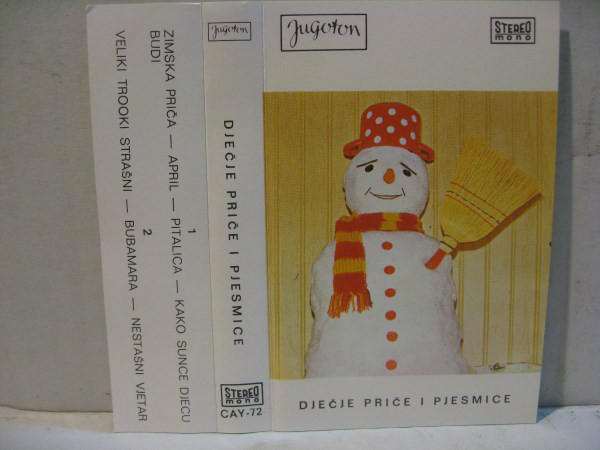 1
ZIMSKA PRIČA — APRIL — PITALICA — KAKO SUNCE DJECU
BUDI
2
VELIKI TROOKI STRAŠNI — BUBAMARA — NESTAŠNI VJETAR
Jugoton
DJEČJE PRIČE I PJESMICE
STEREO
mono
CAY-72
Jugoton
STEREO
mono
DJEČJE PRIČE I PJESMICE